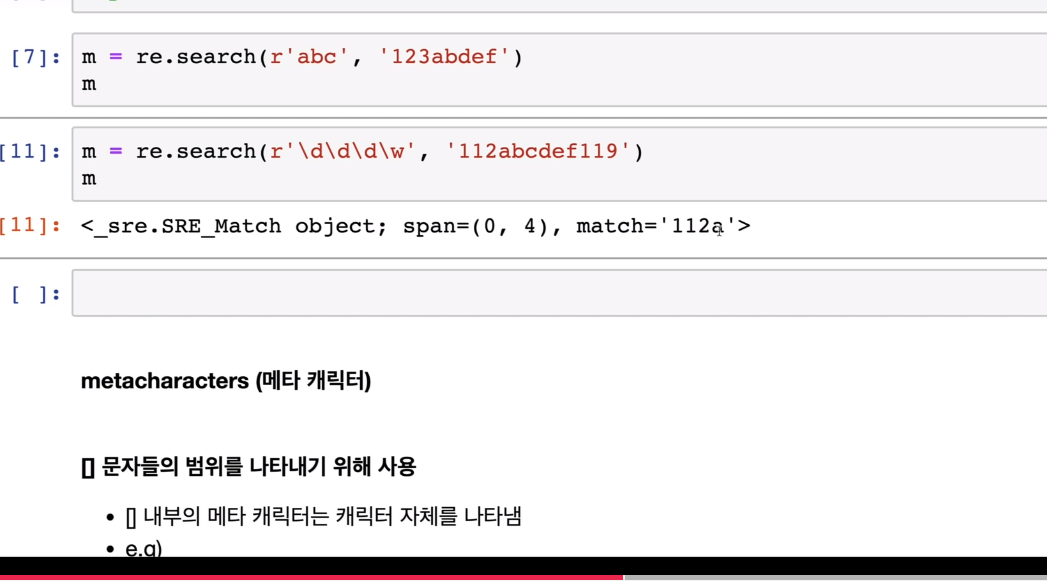 [7]: m = re.search(r'abc', '123abdef')
m
[11]: m = re.search(r'\d\d\d\w', '112abcdef119')
m
[11]: <_sre.SRE_Match object; span=(0, 4), match='112a'>
[ ]:
metacharacters (메타 캐릭터)
[] 문자들의 범위를 나타내기 위해 사용
• [] 내부의 메타 캐릭터는 캐릭터 자체를 나타냄
• e.g)